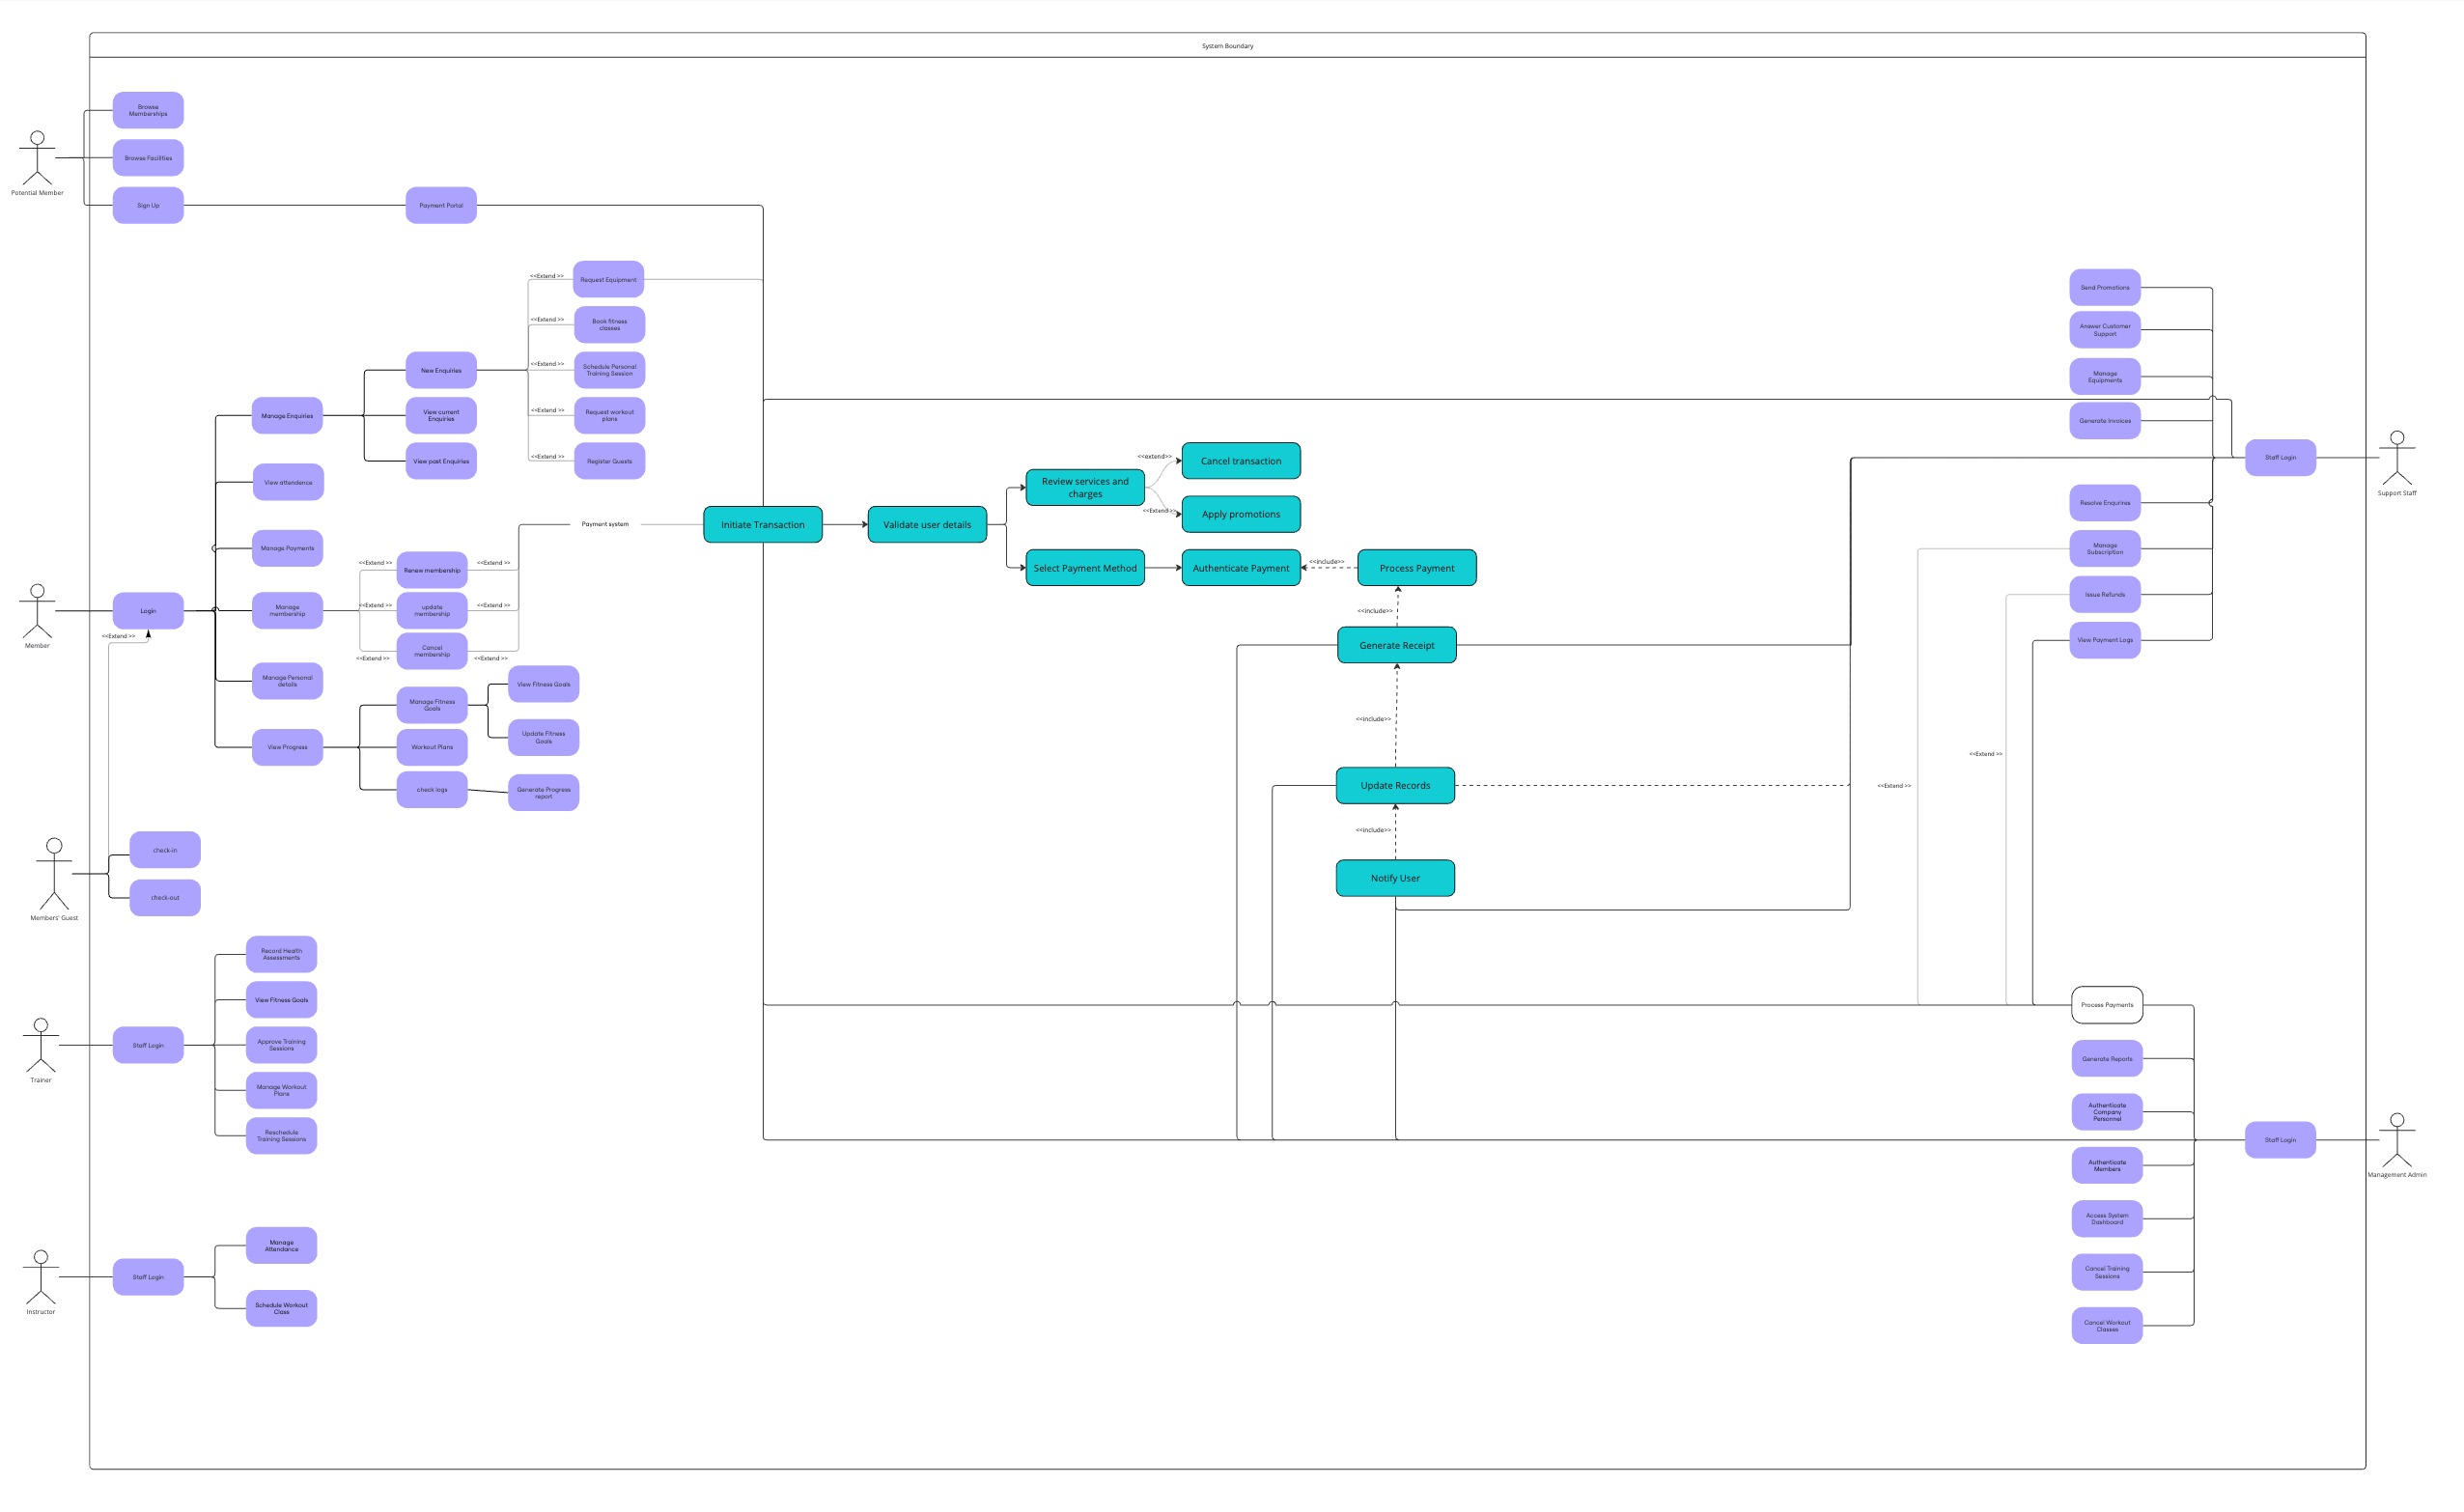 System Boundary
Browse
Memberships
Browse Facilities
Potential Member
Sign Up
Payment Portal
<<Extend >>
Request Equipment
<<Extend >>
Book fitness
classes
New Enquiries
<<Extend >>
Schedule Personal
Training Session
Manage Enquiries
View current
Enquiries
<<Extend >>
Request workout
plans
View past Enquiries
<<Extend >>
Register Guests
View attendence
Manage Payments
Payment system
<<Extend >>
Renew membership
<<Extend >>
Member
Login
<<Extend >>
Manage
membership
<<Extend >>
update
membership
<<Extend >>
<<Extend >>
Cancel
membership
<<Extend >>
Manage Personal
details
View Progress
Manage Fitness
Goals
View Fitness Goals
Update Fitness
Goals
Workout Plans
check logs
Generate Progress
report
Initiate Transaction
Validate user details
Review services and
charges
<<extend>>
Cancel transaction
<<Extend>>
Apply promotions
Select Payment Method
Authenticate Payment
<<include>>
Process Payment
<<include>>
Generate Receipt
<<include>>
Update Records
<<include>>
Notify User
Send Promotions
Answer Customer
Support
Manage
Equipments
Generate Invoices
Staff Login
Support Staff
Resolve Enqurires
Manage
Subscription
Issue Refunds
View Payment Logs
<<Extend >>
<<Extend >>
Members' Guest
check-in
check-out
Trainer
Staff Login
Record Health
Assessments
View Fitness Goals
Approve Training
Sessions
Manage Workout
Plans
Reschedule
Training Sessions
Instructor
Staff Login
Manage
Attendance
Schedule Workout
Class
Process Payments
Generate Reports
Authenticate
Company
Personnel
Staff Login
Management Admin
Authenticate
Members
Access System
Dashboard
Cancel Training
Sessions
Cancel Workout
Classes